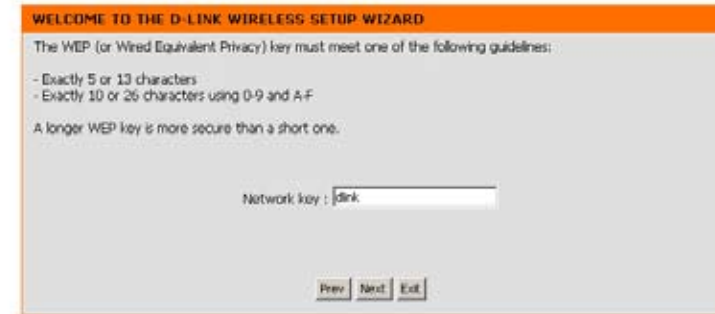 WELCOME TO THE D-LINK WIRELESS SETUP WIZARD
The WEP (or Wired Equivalent Privacy) key must meet one of the following guidelines:
- Exactly 5 or 13 characters
- Exactly 10 or 26 characters using 0-9 and A-F
A longer WEP key is more secure than a short one.
Network key : dlink
Prev Next Exit